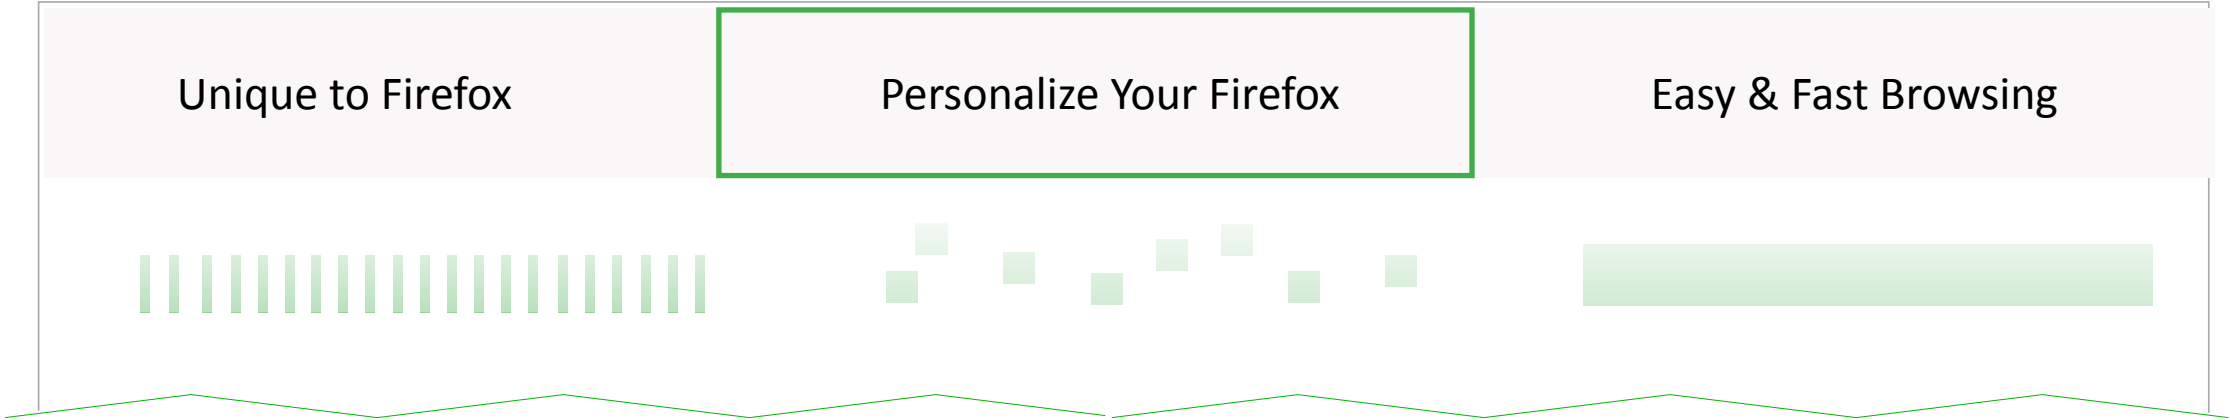 Unique to Firefox
Personalize Your Firefox
Easy & Fast Browsing